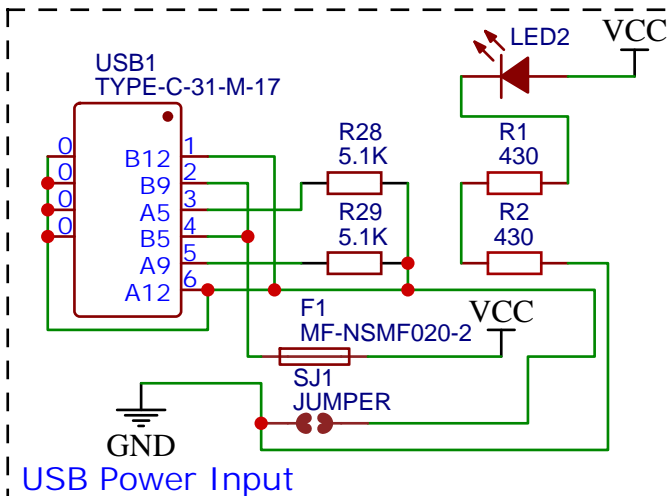 LED2
VCC
USB1
TYPE-C-31-M-17
0
0
0
0
B12 1
B9 2
A5 3
B5 4
A9 5
A12 6
R28
5.1K
R29
5.1K
R1
430
R2
430
F1
MF-NSMF020-2
VCC
SJ1
JUMPER
GND
USB Power Input